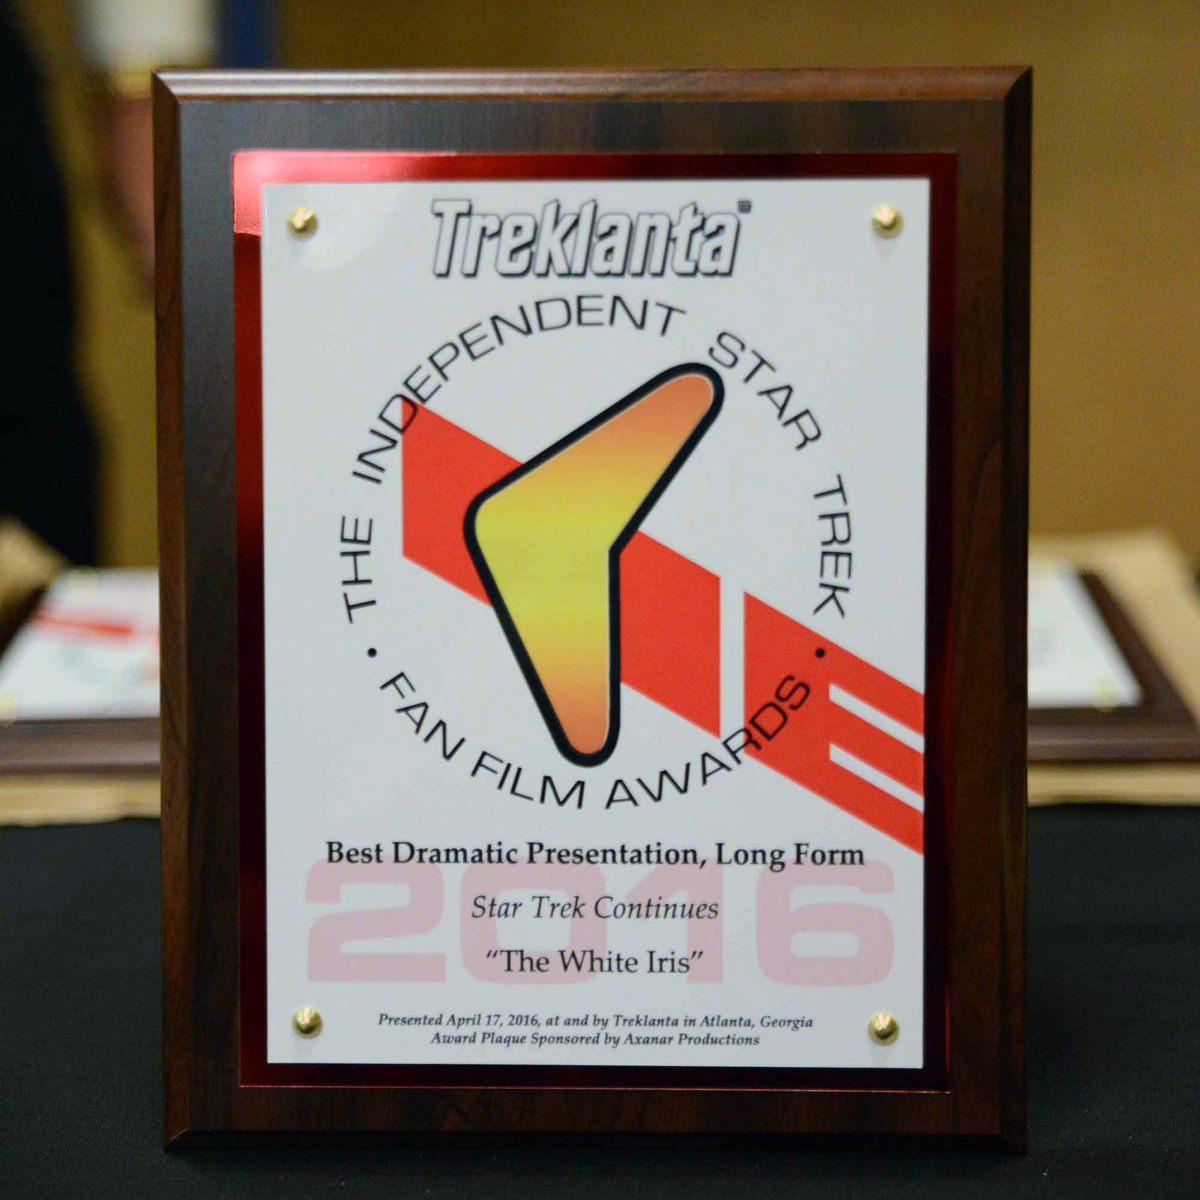 Treklanta™
THE INDEPENDENT STAR TREK
• FAN FILM AWARDS •
2016
Best Dramatic Presentation, Long Form
Star Trek Continues
“The White Iris”
Presented April 17, 2016, at and by Treklanta in Atlanta, Georgia
Award Plaque Sponsored by Axanar Productions